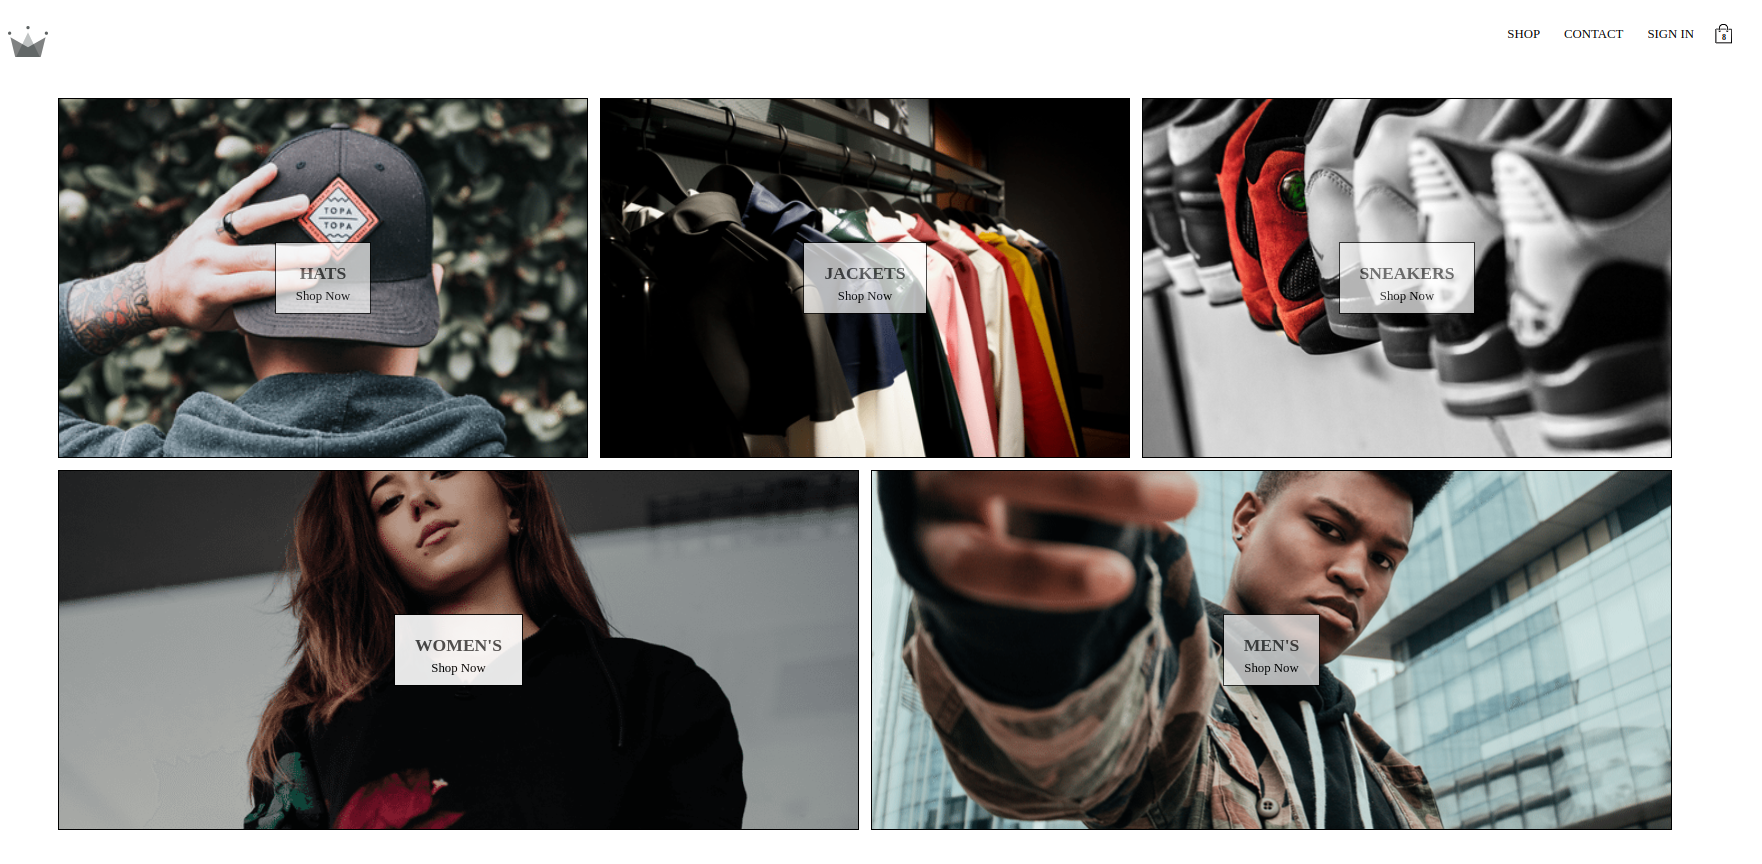 SHOP
CONTACT
SIGN IN
8
TOPA
TOPA
HATS
Shop Now
JACKETS
Shop Now
SNEAKERS
Shop Now
WOMEN'S
Shop Now
MEN'S
Shop Now